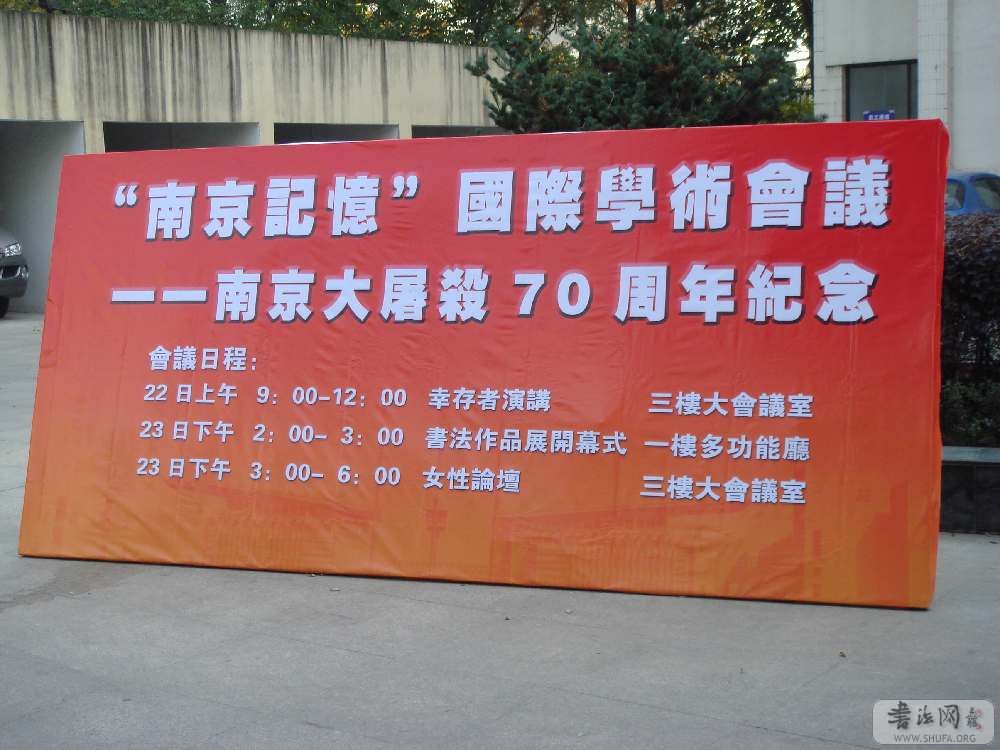 “南京記憶”國際學術會議
——南京大屠殺 70 周年紀念
會議日程：
22 日上午 9：00-12：00 幸存者演講 三樓大會議室
23 日下午 2：00- 3：00 書法作品展開幕式 一樓多功能廳
23 日下午 3：00- 6：00 女性論壇 三樓大會議室
书法网
WWW.SHUFA.ORG